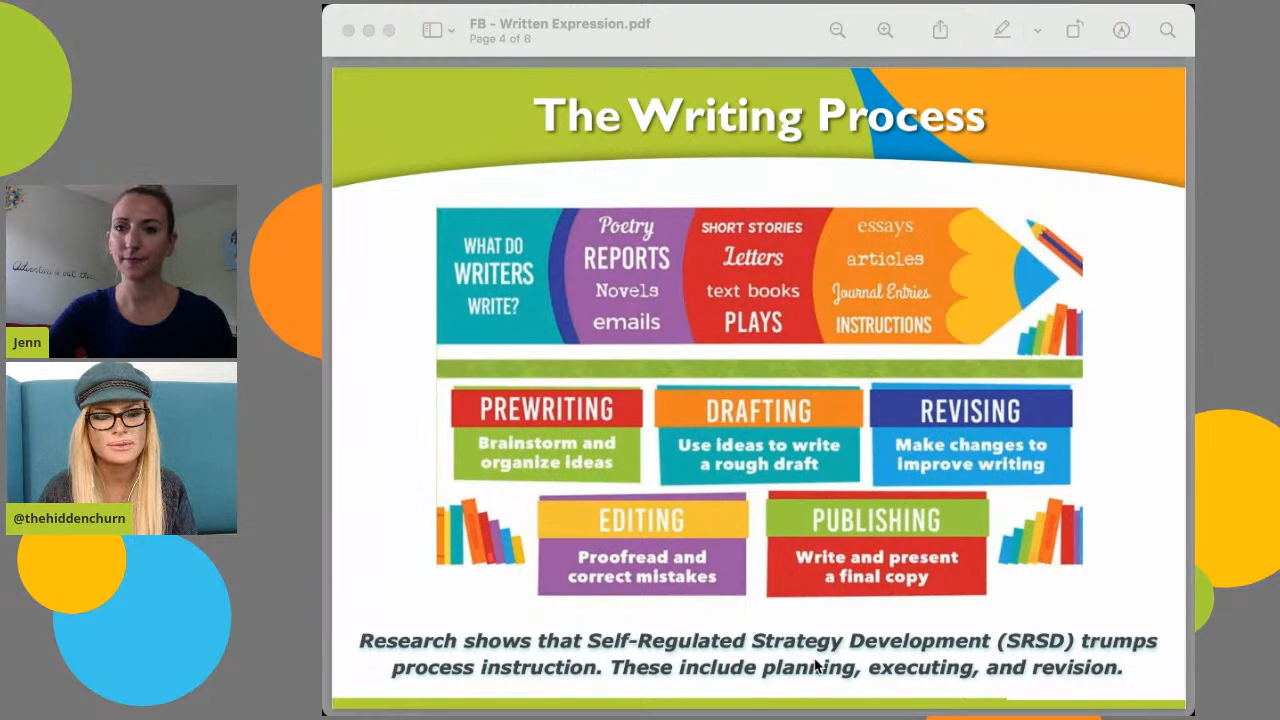 FB - Written Expression.pdf
Page 4 of 8
The Writing Process
WHAT DO
WRITERS
WRITE?
Poetry
REPORTS
Novels
emails
SHORT STORIES
Letters
text books
PLAYS
essays
articles
Journal Entries
INSTRUCTIONS
PREWRITING
Brainstorm and
organize ideas
DRAFTING
Use ideas to write
a rough draft
REVISING
Make changes to
improve writing
EDITING
Proofread and
correct mistakes
PUBLISHING
Write and present
a final copy
Research shows that Self-Regulated Strategy Development (SRSD) trumps
process instruction. These include planning, executing, and revision.
Adventure is out the
Jenn
@thehiddenchurn